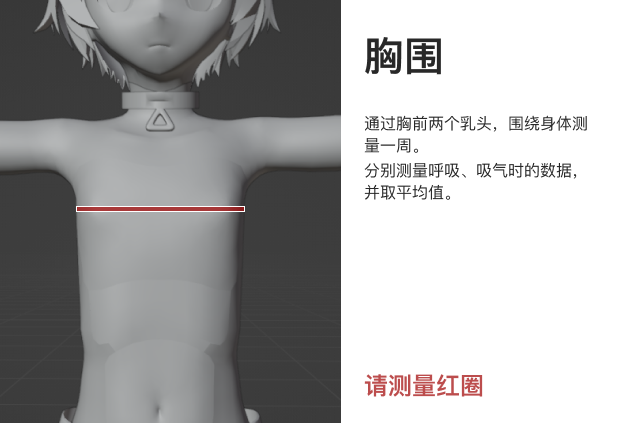 胸围
通过胸前两个乳头，围绕身体测
量一周。
分别测量呼吸、吸气时的数据，
并取平均值。
请测量红圈